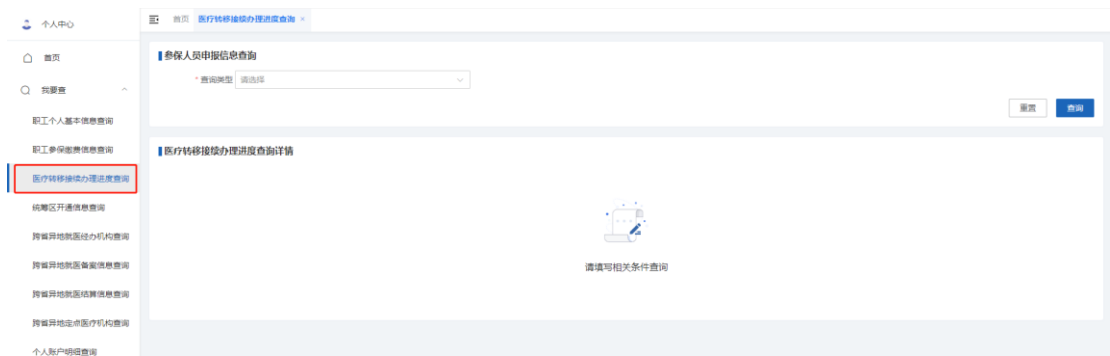 个人中心
首页
我要查
职工个人基本信息查询
职工参保缴费信息查询
医疗转移接续办理进度查询
统筹区开通信息查询
跨省异地就医经办机构查询
跨省异地就医备案信息查询
跨省异地就医结算信息查询
跨省异地定点医疗机构查询
个人账户明细查询
首页 医疗转移接续办理进度查询 ×
参保人员申报信息查询
* 查询类型 请选择
重置 查询
医疗转移接续办理进度查询详情
请填写相关条件查询